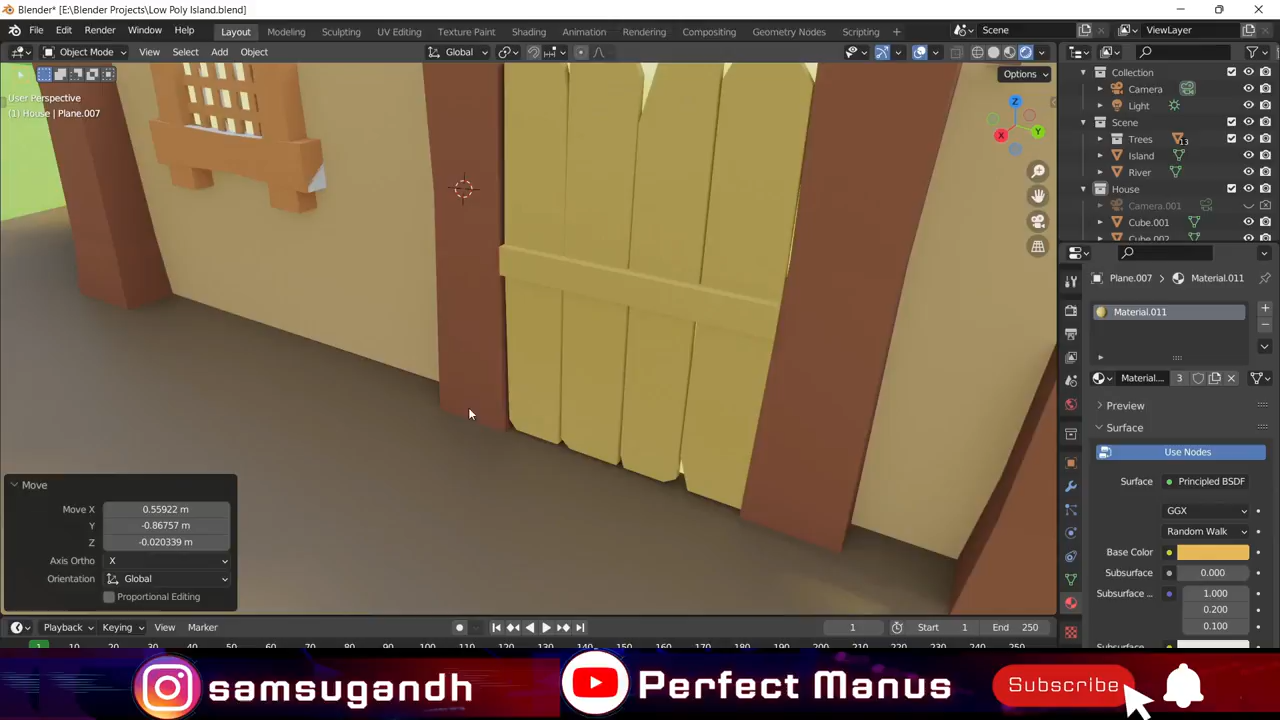 Blender* [E:\Blender Projects\Low Poly Island.blend]
File Edit Render Window Help Layout Modeling Sculpting UV Editing Texture Paint Shading Animation Rendering Compositing Geometry Nodes Scripting + Scene ViewLayer
Object Mode View Select Add Object Global
Options
User Perspective
(1) House | Plane.007
Z
Y
X
Collection
Camera
Light
Scene
Trees 13
Island
River
House
Camera.001
Cube.001
Cube.002
Plane.007 > Material.011
Material.011
Material.... 3
Preview
Surface
Use Nodes
Surface Principled BSDF
GGX
Random Walk
Base Color
Subsurface 0.000
Subsurface ... 1.000
0.200
0.100
Move
Move X 0.55922 m
Y -0.86757 m
Z -0.020339 m
Axis Ortho X
Orientation Global
Proportional Editing
Playback Keying View Marker 1 Start 1 End 250
samsugandh
Perfect Manus
Subscribe